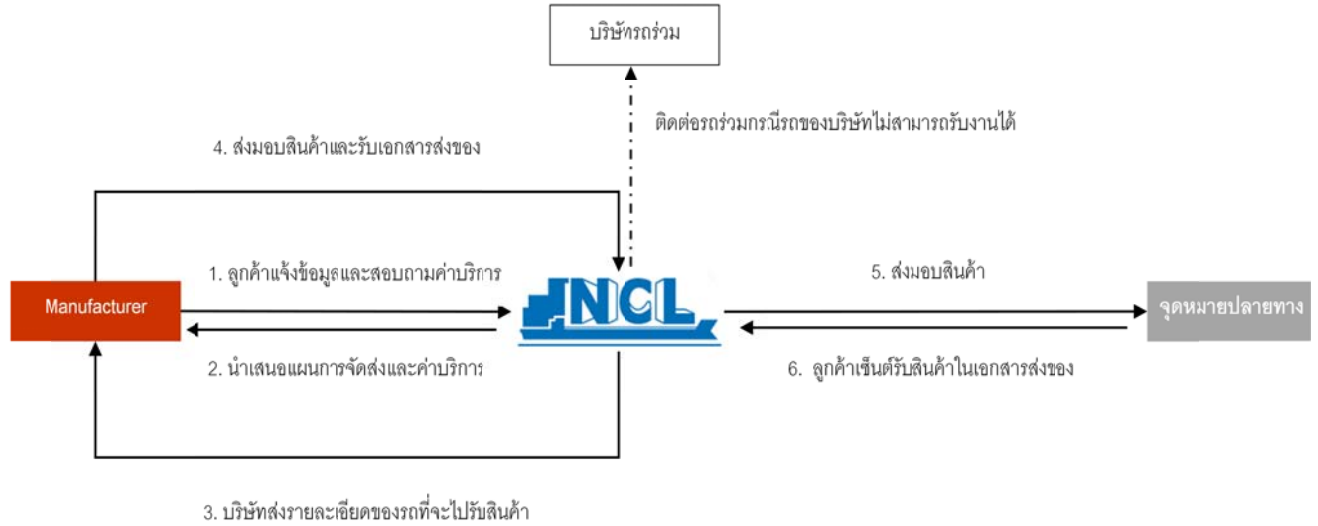 บริษัทรถร่วม
ติดต่อรถร่วมกรณีรถของบริษัทไม่สามารถรับงานได้
4. ส่งมอบสินค้าและรับเอกสารส่งของ
1. ลูกค้าแจ้งข้อมูลและสอบถามค่าบริการ
5. ส่งมอบสินค้า
Manufacturer
NCL
จุดหมายปลายทาง
2. นำเสนอแผนการจัดส่งและค่าบริการ
6. ลูกค้าเซ็นต์รับสินค้าในเอกสารส่งของ
3. บริษัทส่งรายละเอียดของรถที่จะไปรับสินค้า